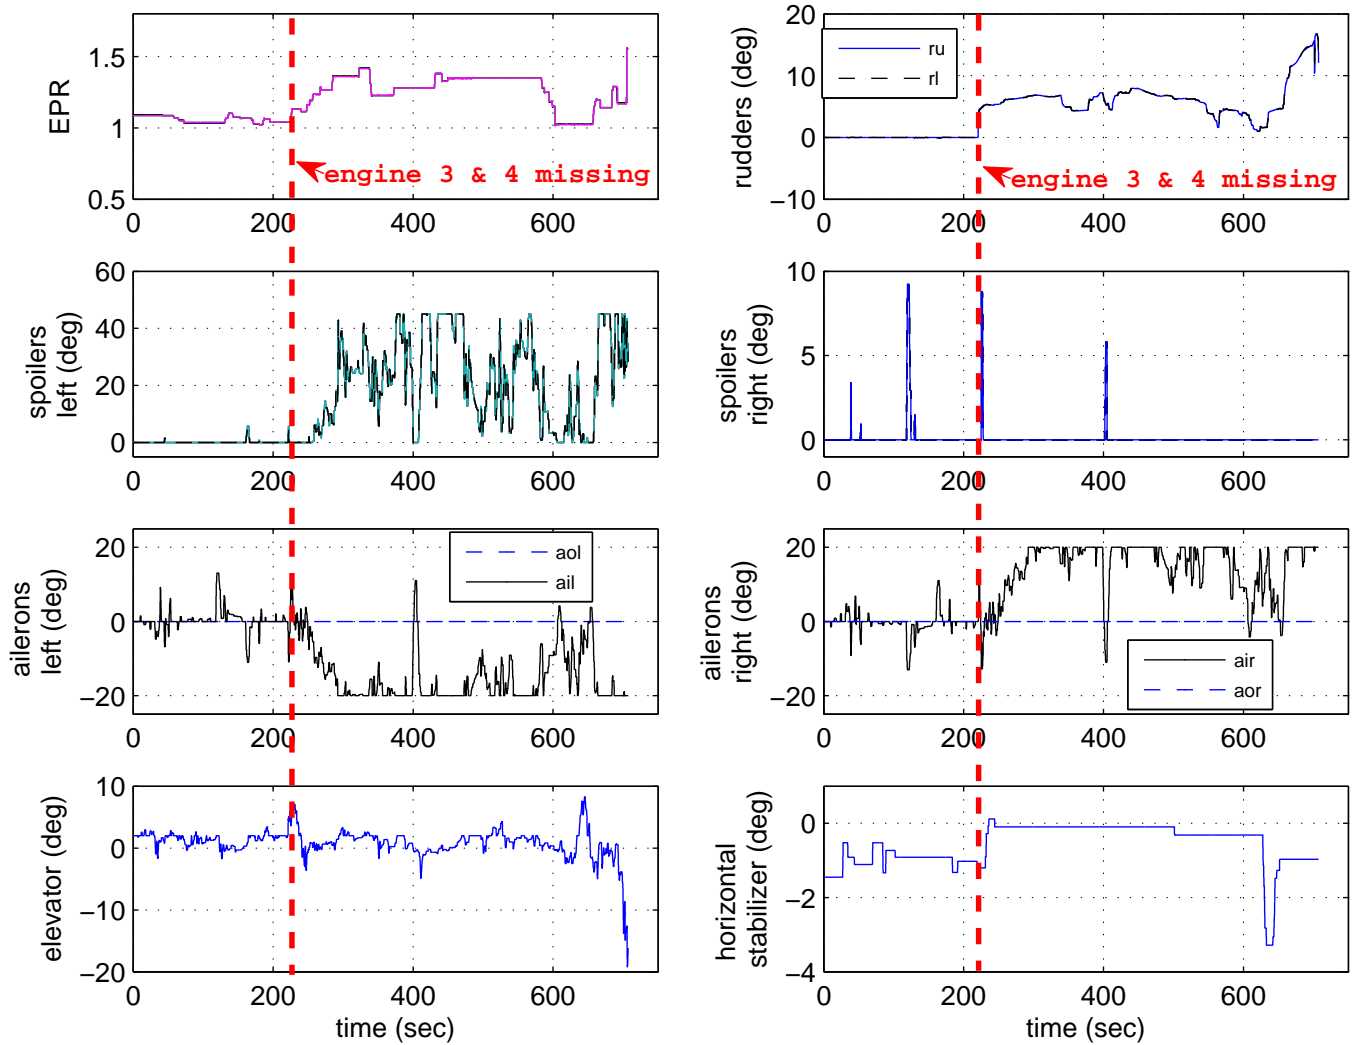 EPR
1.5
1
0.5
0 200 400 600
engine 3 & 4 missing
rudders (deg)
20
10
0
−10
0 200 400 600
ru
rl
engine 3 & 4 missing
spoilers
left (deg)
60
40
20
0
0 200 400 600
spoilers
right (deg)
10
5
0
0 200 400 600
ailerons
left (deg)
20
0
−20
0 200 400 600
aol
ail
ailerons
right (deg)
20
0
−20
0 200 400 600
air
aor
elevator (deg)
10
0
−10
−20
0 200 400 600
time (sec)
horizontal
stabilizer (deg)
0
−2
−4
0 200 400 600
time (sec)